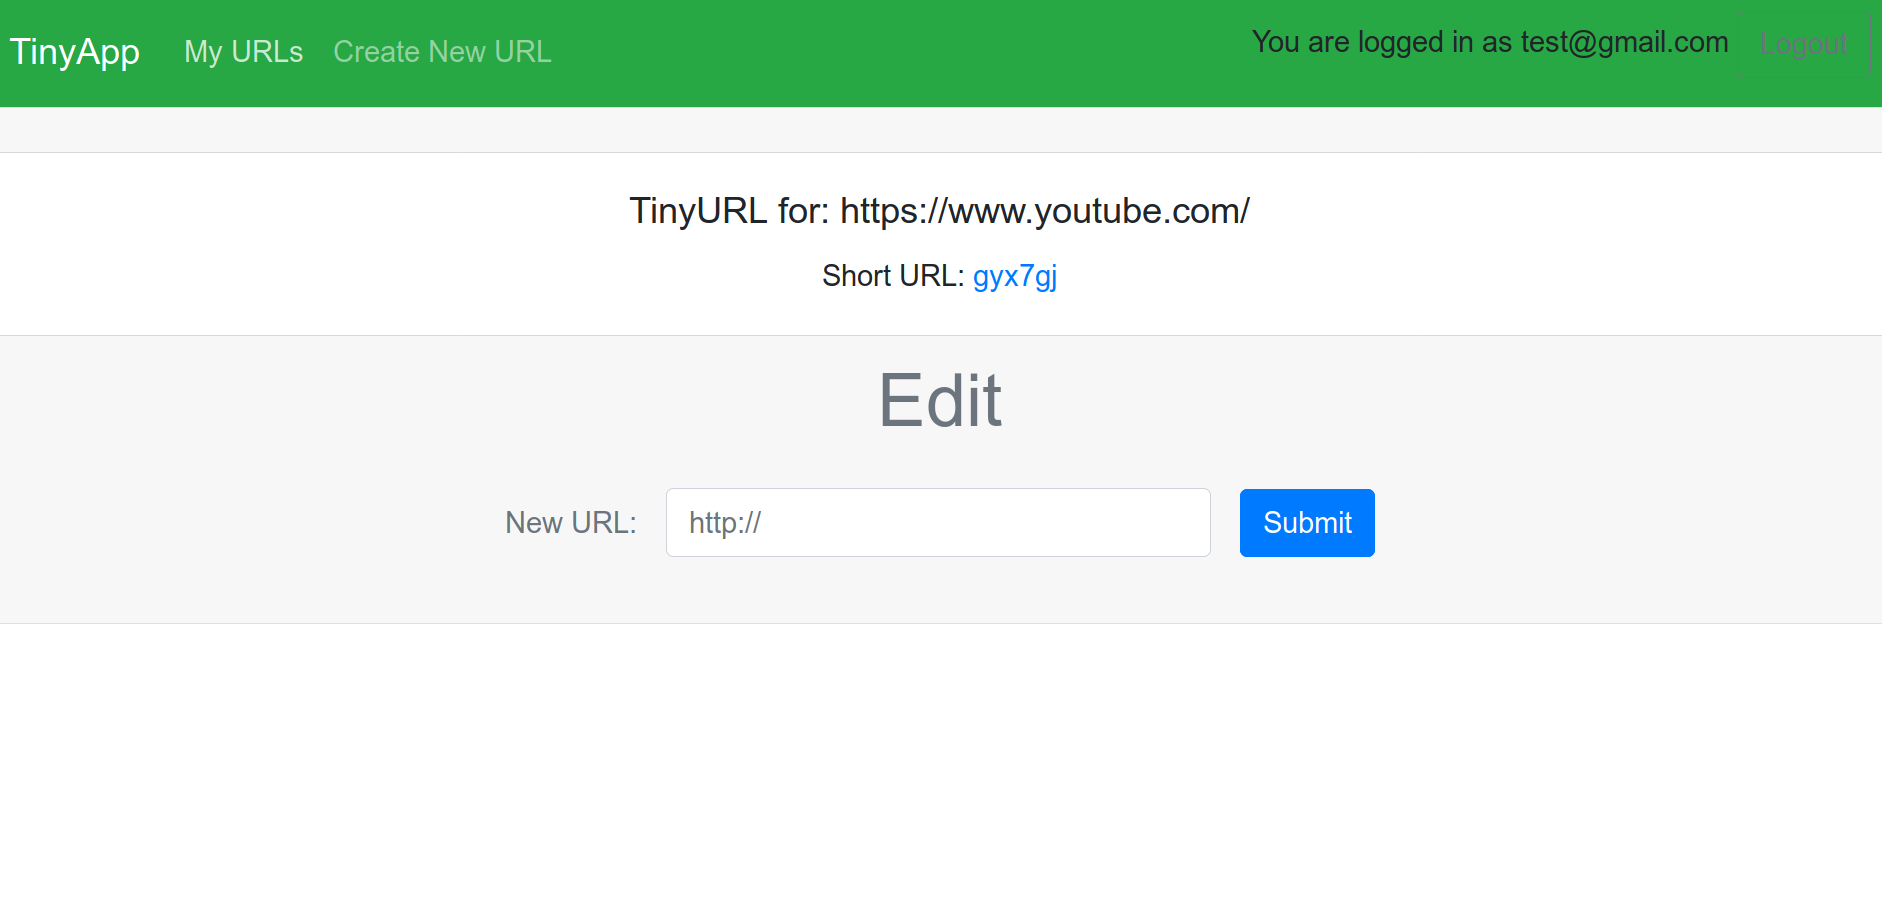 TinyApp My URLs Create New URL You are logged in as test@gmail.com Logout
TinyURL for: https://www.youtube.com/
Short URL: gyx7gj
Edit
New URL: http:// Submit